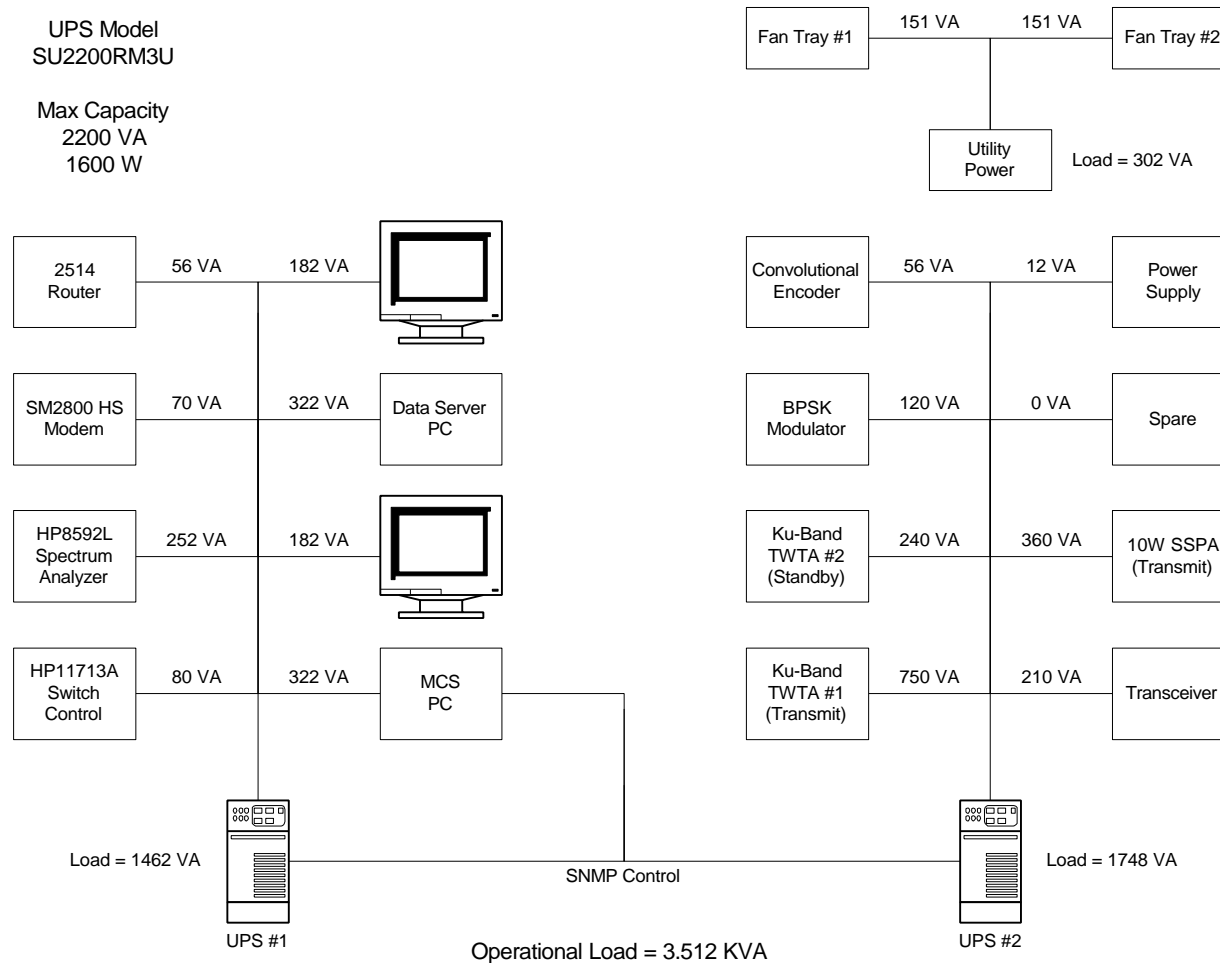 UPS Model
SU2200RM3U
Max Capacity
2200 VA
1600 W
Fan Tray #1
151 VA
151 VA
Fan Tray #2
Utility
Power
Load = 302 VA
2514
Router
56 VA
182 VA
SM2800 HS
Modem
70 VA
322 VA
Data Server
PC
HP8592L
Spectrum
Analyzer
252 VA
182 VA
HP11713A
Switch
Control
80 VA
322 VA
MCS
PC
Convolutional
Encoder
56 VA
12 VA
Power
Supply
BPSK
Modulator
120 VA
0 VA
Spare
Ku-Band
TWTA #2
(Standby)
240 VA
360 VA
10W SSPA
(Transmit)
Ku-Band
TWTA #1
(Transmit)
750 VA
210 VA
Transceiver
Load = 1462 VA
UPS #1
SNMP Control
Load = 1748 VA
UPS #2
Operational Load = 3.512 KVA